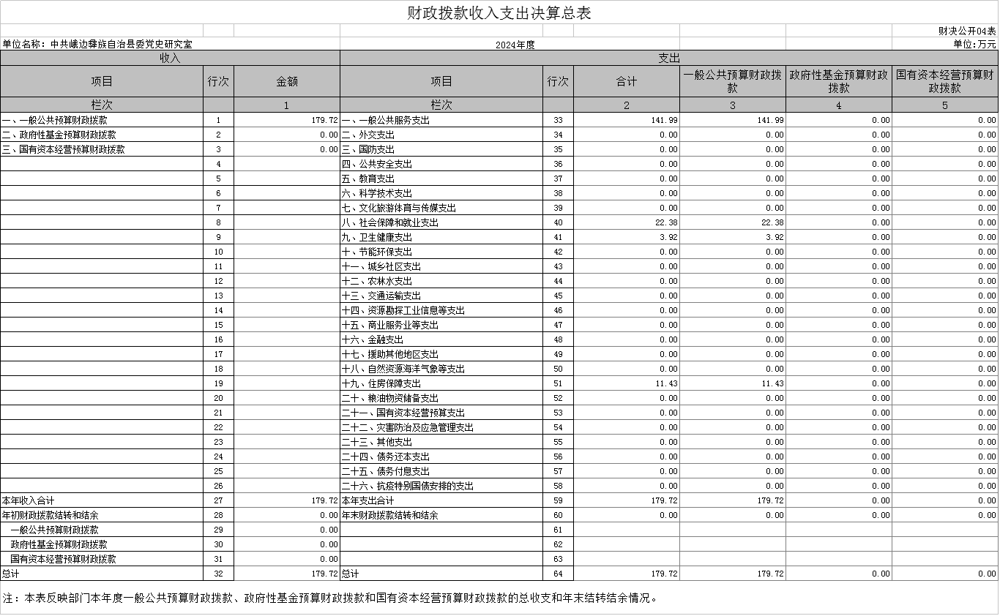 财政拨款收入支出决算总表
财决公开04表
单位名称：中共峨边彝族自治县委党史研究室 2024年度 单位:万元
收入 支出
项目 行次 金额 项目 行次 合计 一般公共预算财政拨款 政府性基金预算财政拨款 国有资本经营预算财政拨款
栏次 1 栏次 2 3 4 5
一、一般公共预算财政拨款 1 179.72 一、一般公共服务支出 33 141.99 141.99 0.00 0.00
二、政府性基金预算财政拨款 2 0.00 二、外交支出 34 0.00 0.00 0.00 0.00
三、国有资本经营预算财政拨款 3 0.00 三、国防支出 35 0.00 0.00 0.00 0.00
4 四、公共安全支出 36 0.00 0.00 0.00 0.00
5 五、教育支出 37 0.00 0.00 0.00 0.00
6 六、科学技术支出 38 0.00 0.00 0.00 0.00
7 七、文化旅游体育与传媒支出 39 0.00 0.00 0.00 0.00
8 八、社会保障和就业支出 40 22.38 22.38 0.00 0.00
9 九、卫生健康支出 41 3.92 3.92 0.00 0.00
10 十、节能环保支出 42 0.00 0.00 0.00 0.00
11 十一、城乡社区支出 43 0.00 0.00 0.00 0.00
12 十二、农林水支出 44 0.00 0.00 0.00 0.00
13 十三、交通运输支出 45 0.00 0.00 0.00 0.00
14 十四、资源勘探工业信息等支出 46 0.00 0.00 0.00 0.00
15 十五、商业服务业等支出 47 0.00 0.00 0.00 0.00
16 十六、金融支出 48 0.00 0.00 0.00 0.00
17 十七、援助其他地区支出 49 0.00 0.00 0.00 0.00
18 十八、自然资源海洋气象等支出 50 0.00 0.00 0.00 0.00
19 十九、住房保障支出 51 11.43 11.43 0.00 0.00
20 二十、粮油物资储备支出 52 0.00 0.00 0.00 0.00
21 二十一、国有资本经营预算支出 53 0.00 0.00 0.00 0.00
22 二十二、灾害防治及应急管理支出 54 0.00 0.00 0.00 0.00
23 二十三、其他支出 55 0.00 0.00 0.00 0.00
24 二十四、债务还本支出 56 0.00 0.00 0.00 0.00
25 二十五、债务付息支出 57 0.00 0.00 0.00 0.00
26 二十六、抗疫特别国债安排的支出 58 0.00 0.00 0.00 0.00
本年收入合计 27 179.72 本年支出合计 59 179.72 179.72 0.00 0.00
年初财政拨款结转和结余 28 0.00 年末财政拨款结转和结余 60 0.00 0.00 0.00 0.00
一般公共预算财政拨款 29 0.00 61
政府性基金预算财政拨款 30 0.00 62
国有资本经营预算财政拨款 31 0.00 63
总计 32 179.72 总计 64 179.72 179.72 0.00 0.00
注：本表反映部门本年度一般公共预算财政拨款、政府性基金预算财政拨款和国有资本经营预算财政拨款的总收支和年末结转结余情况。